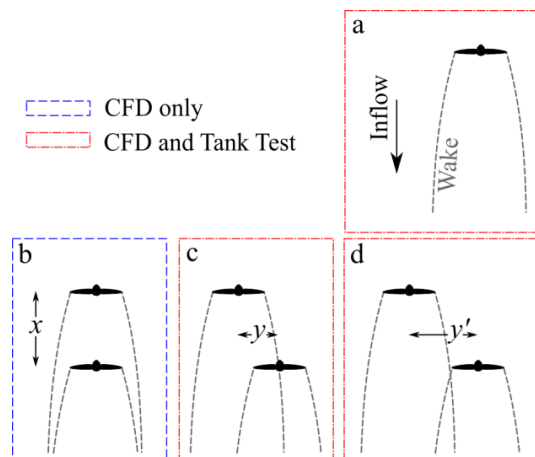 a
CFD only
CFD and Tank Test
Inflow
Wake
b
c
d
x
y
y′